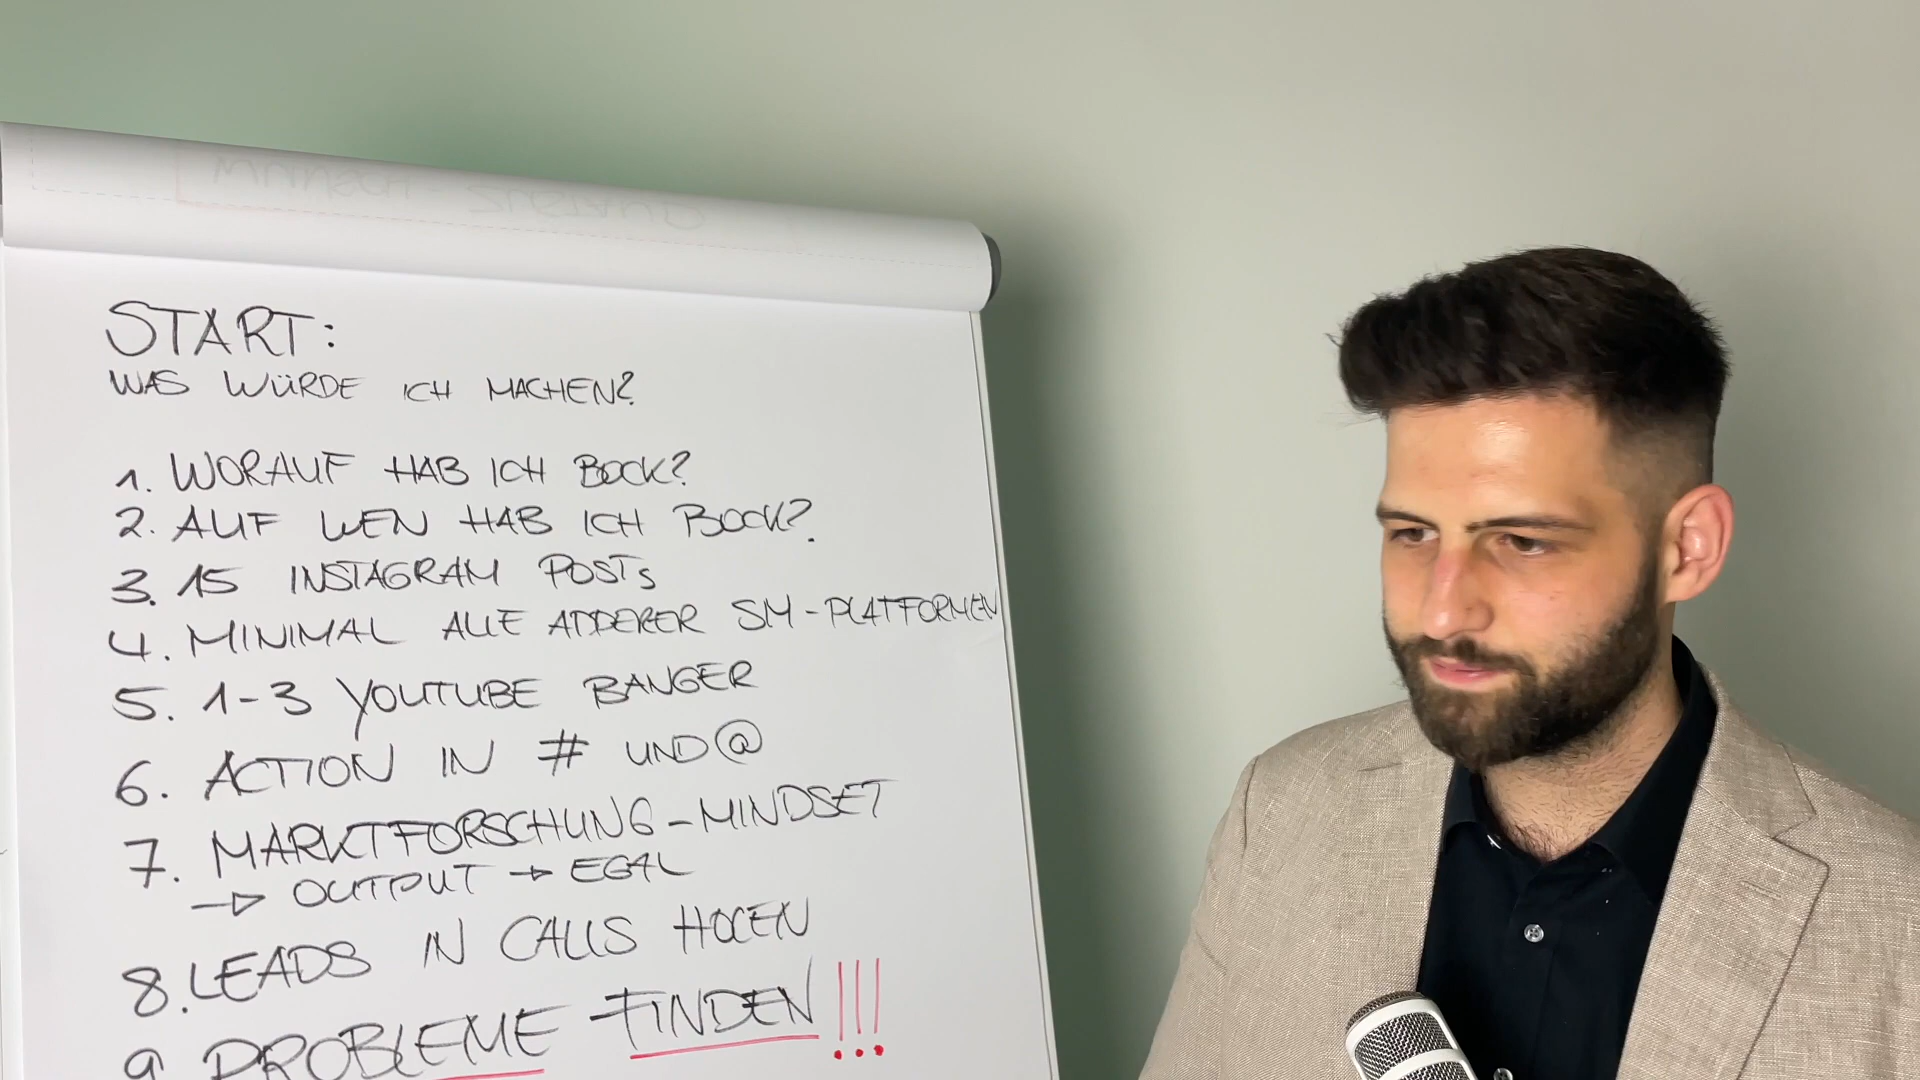 START:
WAS WÜRDE ICH MACHEN?
1. WORAUF HAB ICH BOCK?
2. AUF WEN HAB ICH BOCK?
3. 15 INSTAGRAM POSTS
4. MINIMAL ALLE ANDERER SM-PLATFORMEN
5. 1-3 YOUTUBE BANGER
6. ACTION IN # UND @
7. MARKTFORSCHUNG-MINDSET
→ OUTPUT → EGAL
8. LEADS IN CALLS HOLEN
9 PROBLEME FINDEN!!!